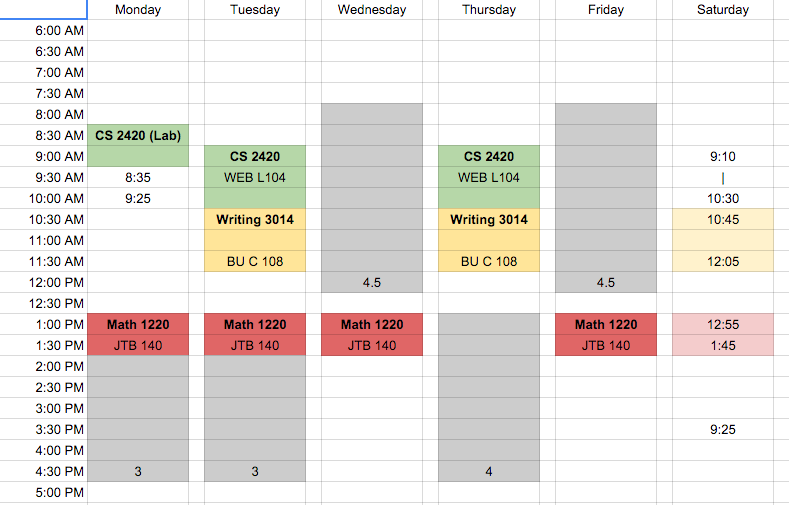 Monday Tuesday Wednesday Thursday Friday Saturday
6:00 AM
6:30 AM
7:00 AM
7:30 AM
8:00 AM
8:30 AM CS 2420 (Lab)
9:00 AM CS 2420 CS 2420 9:10
9:30 AM 8:35 WEB L104 WEB L104 |
10:00 AM 9:25 10:30
10:30 AM Writing 3014 Writing 3014 10:45
11:00 AM
11:30 AM BU C 108 BU C 108 12:05
12:00 PM 4.5 4.5
12:30 PM
1:00 PM Math 1220 Math 1220 Math 1220 Math 1220 12:55
1:30 PM JTB 140 JTB 140 JTB 140 JTB 140 1:45
2:00 PM
2:30 PM
3:00 PM
3:30 PM 9:25
4:00 PM
4:30 PM 3 3 4
5:00 PM